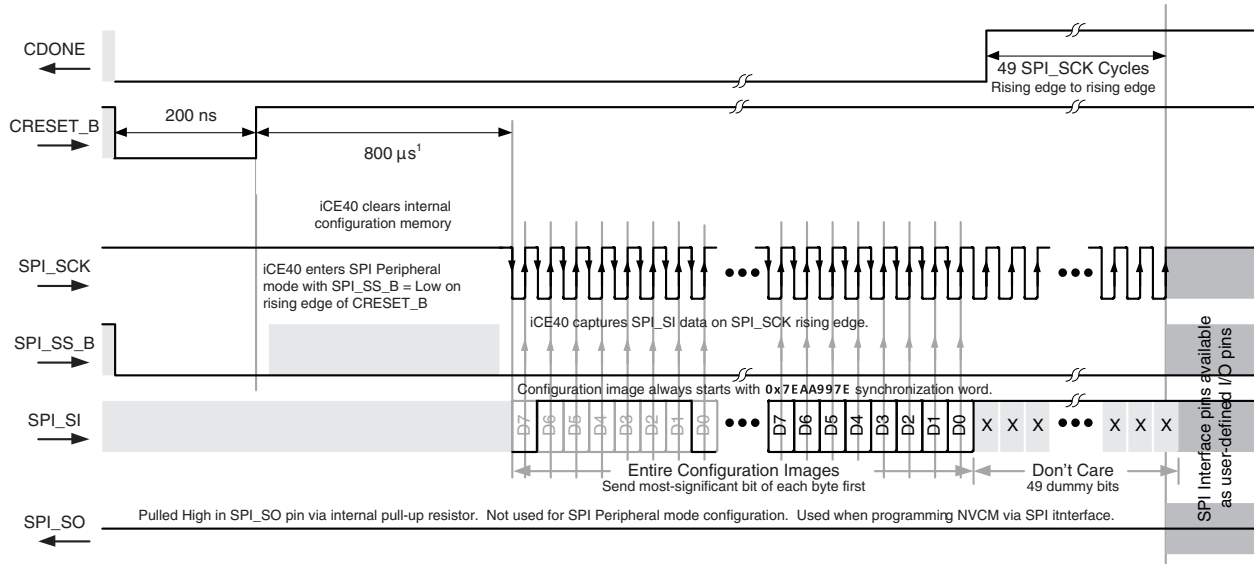 CDONE
49 SPI_SCK Cycles
Rising edge to rising edge
CRESET_B
200 ns
800 µs¹
iCE40 clears internal
configuration memory
SPI_SCK
iCE40 enters SPI Peripheral
mode with SPI_SS_B = Low on
rising edge of CRESET_B
iCE40 captures SPI_SI data on SPI_SCK rising edge.
SPI_SS_B
Configuration image always starts with 0x7EAA997E synchronization word.
SPI_SI
D7 D6 D5 D4 D3 D2 D1 D0
D7 D6 D5 D4 D3 D2 D1 D0
X X X X X X
Entire Configuration Images
Send most-significant bit of each byte first
Don't Care
49 dummy bits
SPI Interface pins available
as user-defined I/O pins
SPI_SO
Pulled High in SPI_SO pin via internal pull-up resistor. Not used for SPI Peripheral mode configuration. Used when programming NVCM via SPI itnterface.